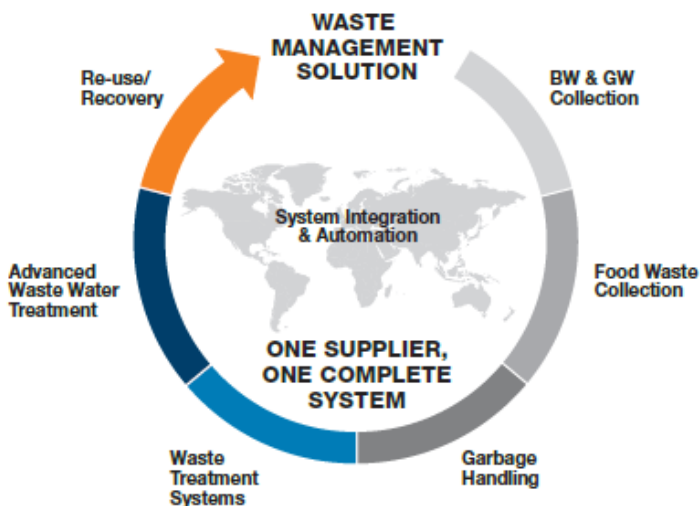 WASTE
MANAGEMENT
SOLUTION
BW & GW
Collection
Food Waste
Collection
Garbage
Handling
Waste
Treatment
Systems
Advanced
Waste Water
Treatment
Re-use/
Recovery
System Integration
& Automation
ONE SUPPLIER,
ONE COMPLETE
SYSTEM